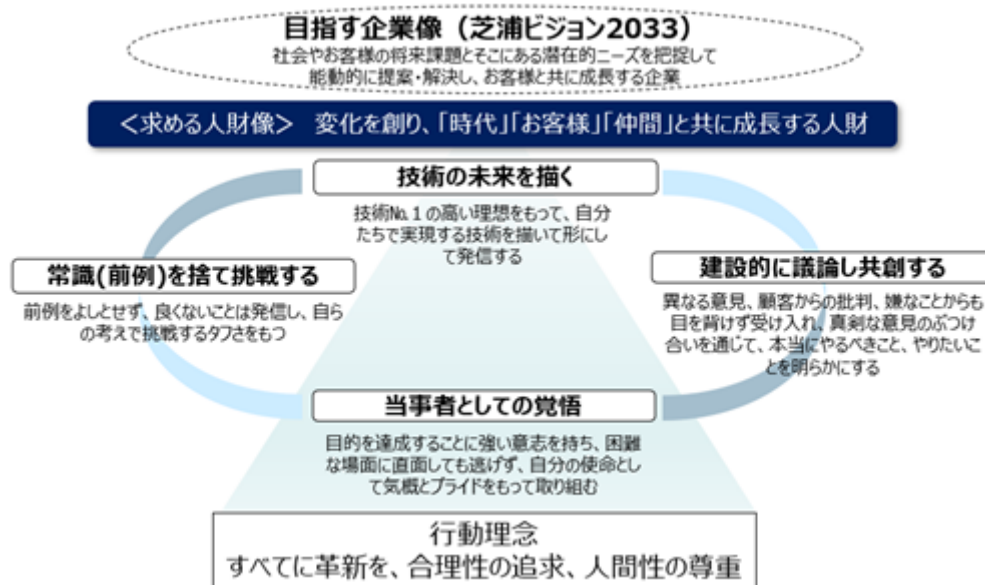 目指す企業像（芝浦ビジョン2033）
社会やお客様の将来課題とそこにある潜在的ニーズを把捉して
能動的に提案・解決し、お客様と共に成長する企業
＜求める人財像＞　変化を創り、「時代」「お客様」「仲間」と共に成長する人財
技術の未来を描く
技術No.1の高い理想をもって、自分
たちで実現する技術を描いて形にし
て発信する
常識(前例)を捨て挑戦する
前例をよしとせず、良くないことは発信し、自ら
の考えで挑戦するタフさをもつ
建設的に議論し共創する
異なる意見、顧客からの批判、嫌なことからも
目を背けず受け入れ、真剣な意見のぶつけ
合いを通じて、本当にやるべきこと、やりたいこ
とを明らかにする
当事者としての覚悟
目的を達成することに強い意志を持ち、困難
な場面に直面しても逃げず、自分の使命とし
て気概とプライドをもって取り組む
行動理念
すべてに革新を、合理性の追求、人間性の尊重